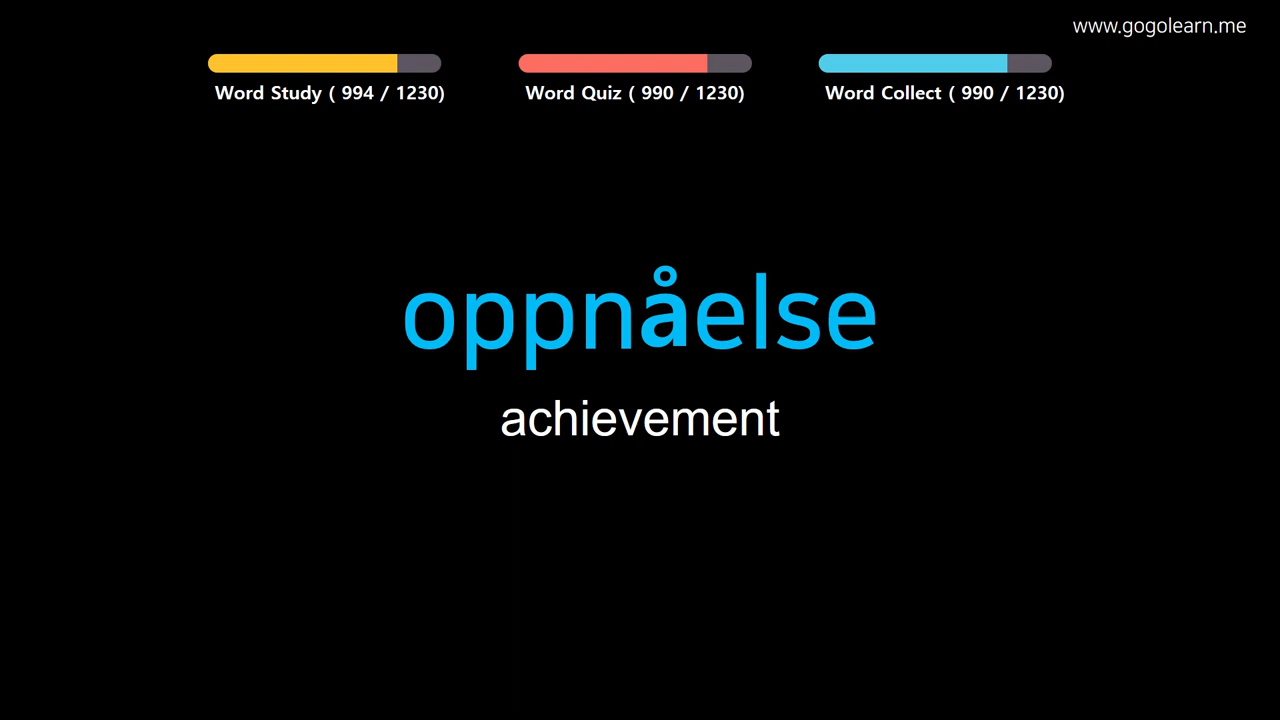 www.gogolearn.me
Word Study ( 994 / 1230)
Word Quiz ( 990 / 1230)
Word Collect ( 990 / 1230)
oppnåelse
achievement